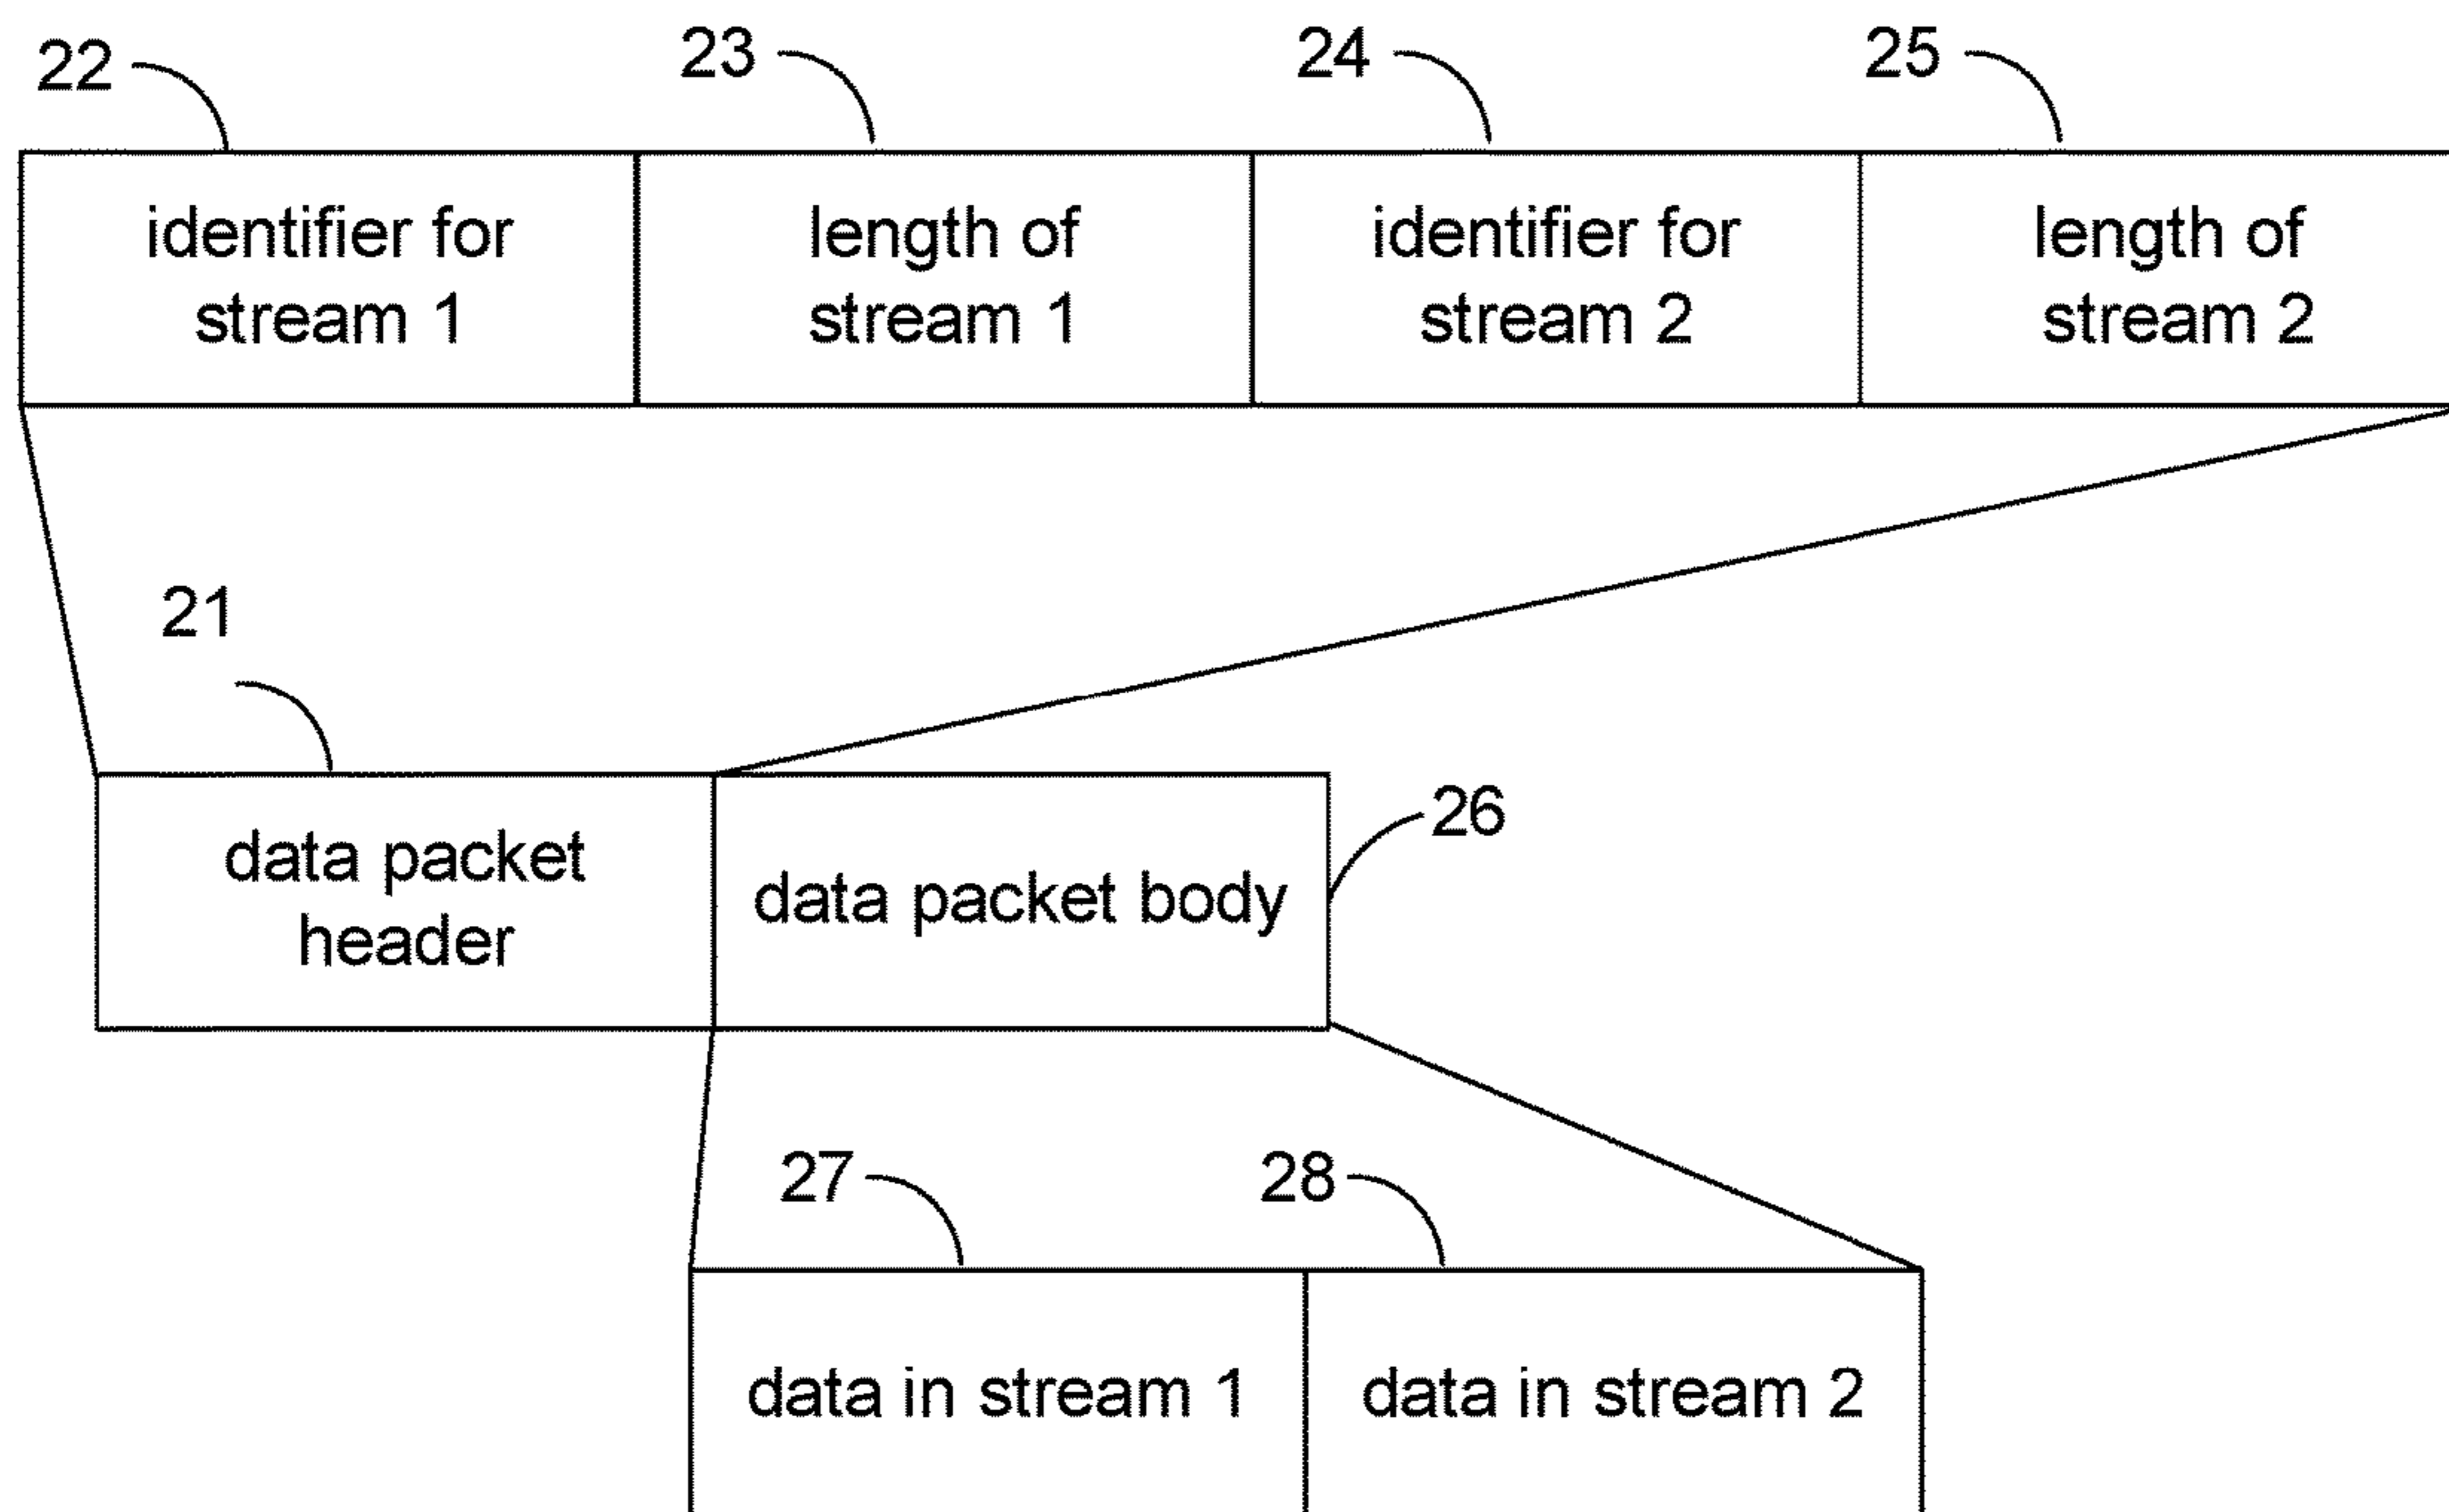 22
23
24
25
identifier for
stream 1
length of
stream 1
identifier for
stream 2
length of
stream 2
21
data packet
header
data packet body
26
27
28
data in stream 1
data in stream 2